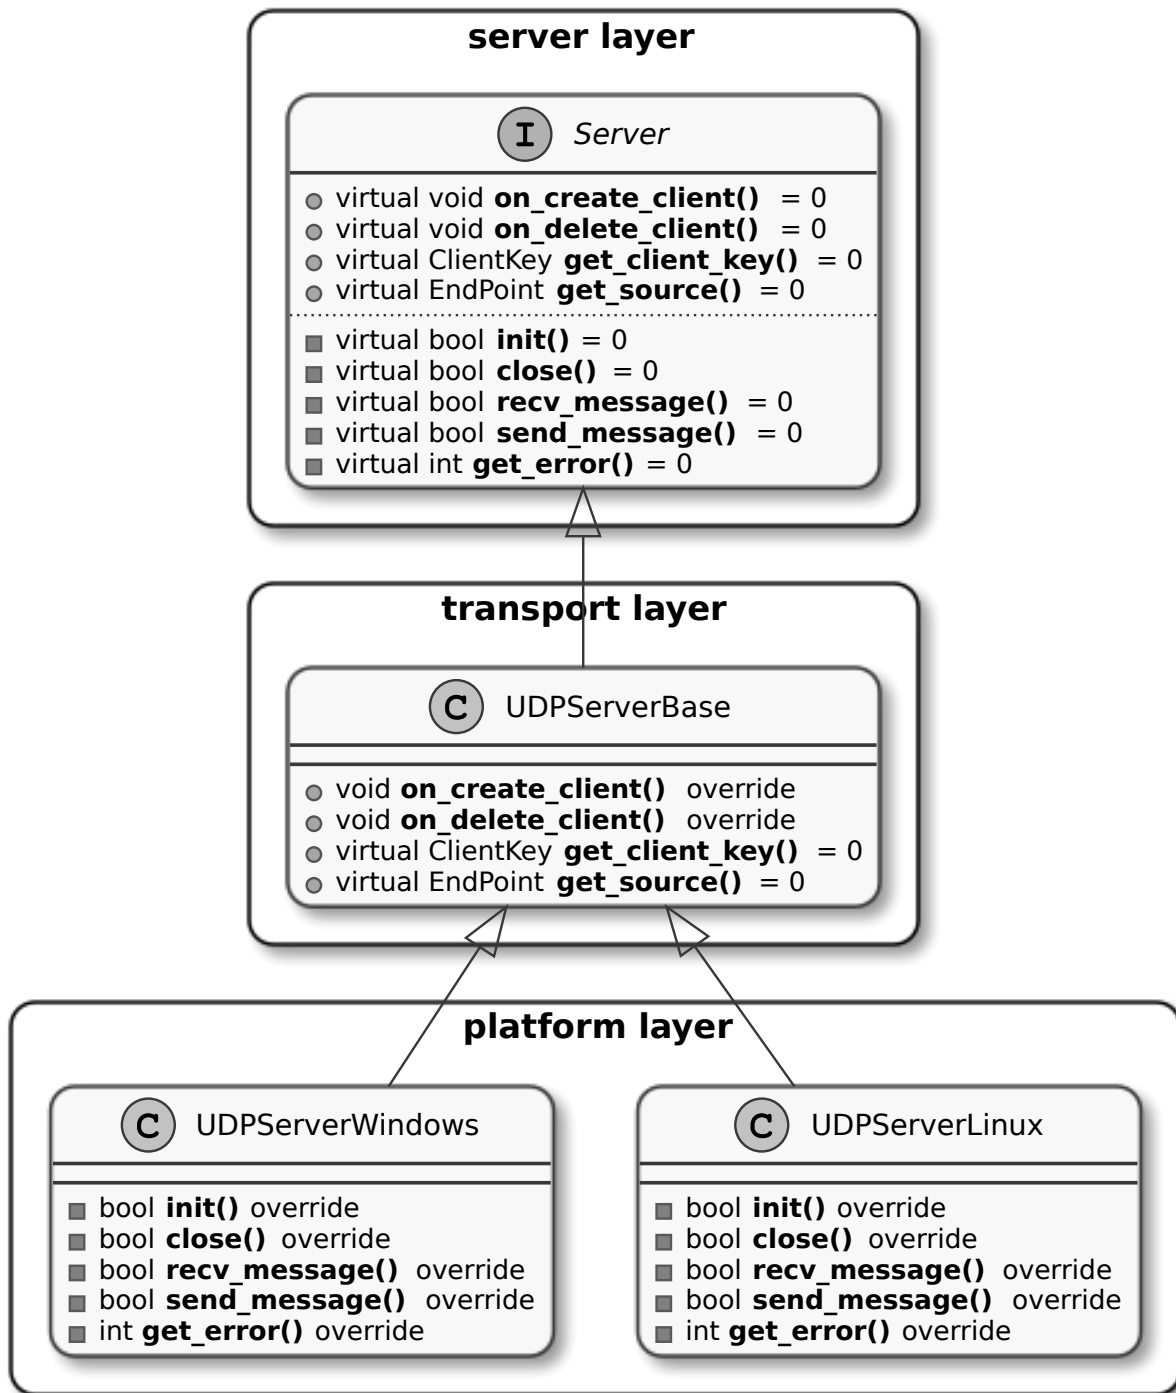 server layer
I Server
virtual void on_create_client() = 0
virtual void on_delete_client() = 0
virtual ClientKey get_client_key() = 0
virtual EndPoint get_source() = 0
virtual bool init() = 0
virtual bool close() = 0
virtual bool recv_message() = 0
virtual bool send_message() = 0
virtual int get_error() = 0
transport layer
C UDPServerBase
void on_create_client() override
void on_delete_client() override
virtual ClientKey get_client_key() = 0
virtual EndPoint get_source() = 0
platform layer
C UDPServerWindows
bool init() override
bool close() override
bool recv_message() override
bool send_message() override
int get_error() override
C UDPServerLinux
bool init() override
bool close() override
bool recv_message() override
bool send_message() override
int get_error() override